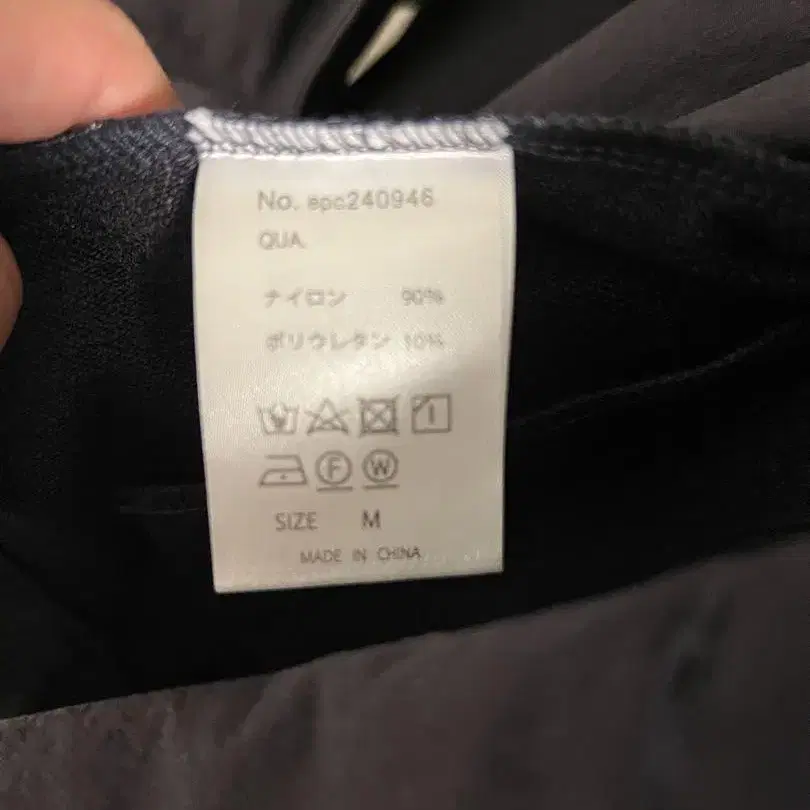 No. epc240946
QUA.
ナイロン 90%
ポリウレタン 10%
F W
SIZE M
MADE IN CHINA